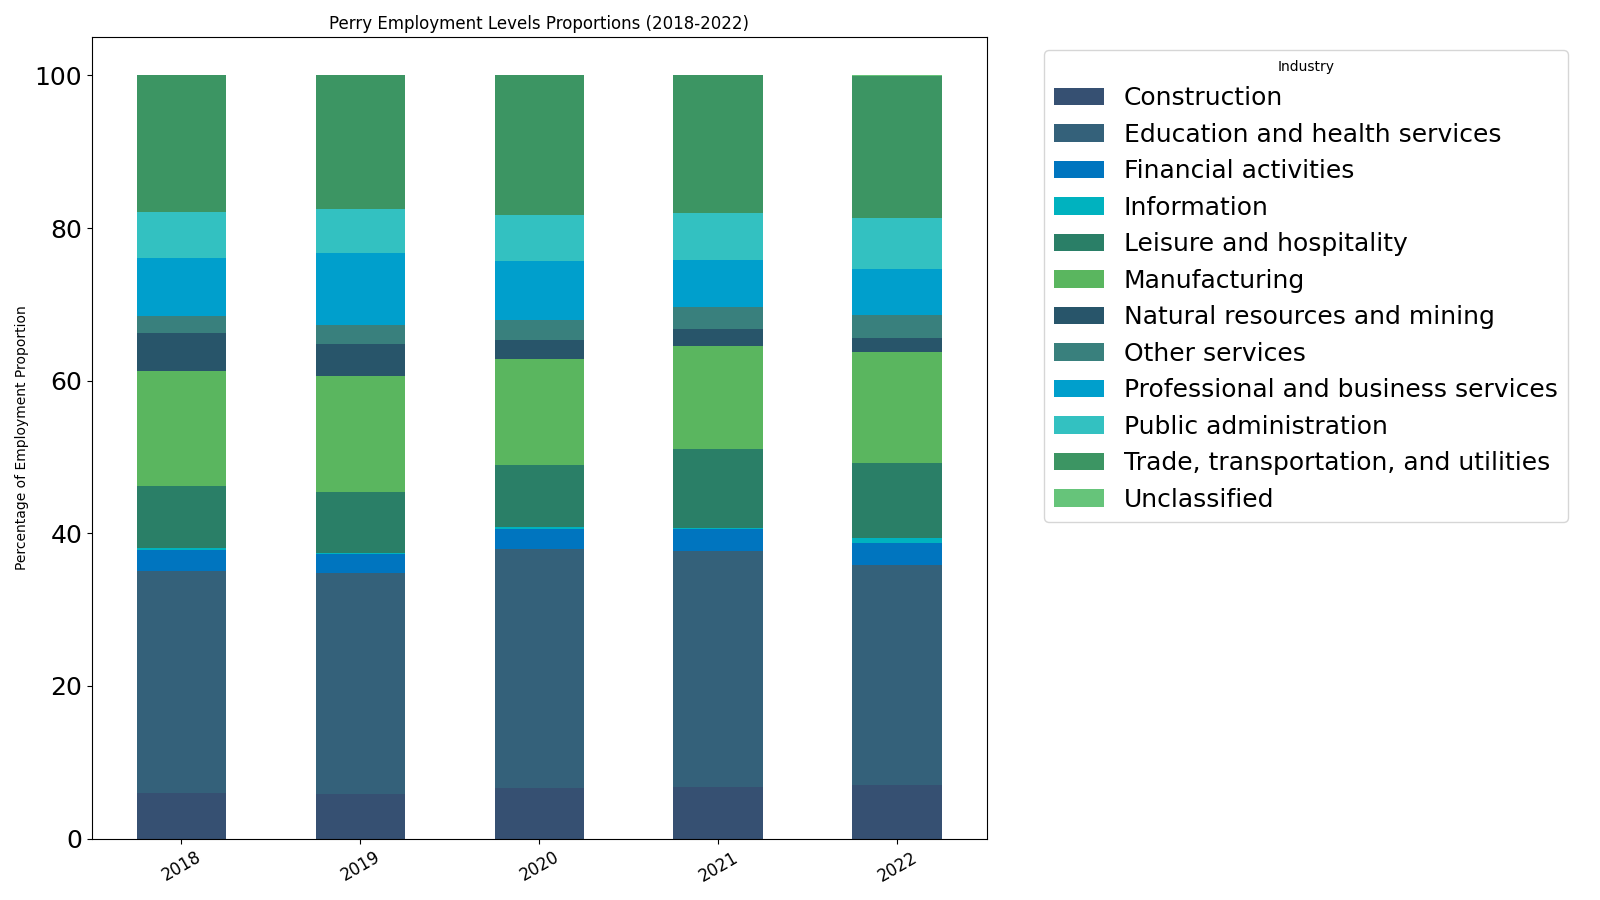 Perry Employment Levels Proportions (2018-2022)
Percentage of Employment Proportion
100
80
60
40
20
0
2018
2019
2020
2021
2022
Industry
Construction
Education and health services
Financial activities
Information
Leisure and hospitality
Manufacturing
Natural resources and mining
Other services
Professional and business services
Public administration
Trade, transportation, and utilities
Unclassified